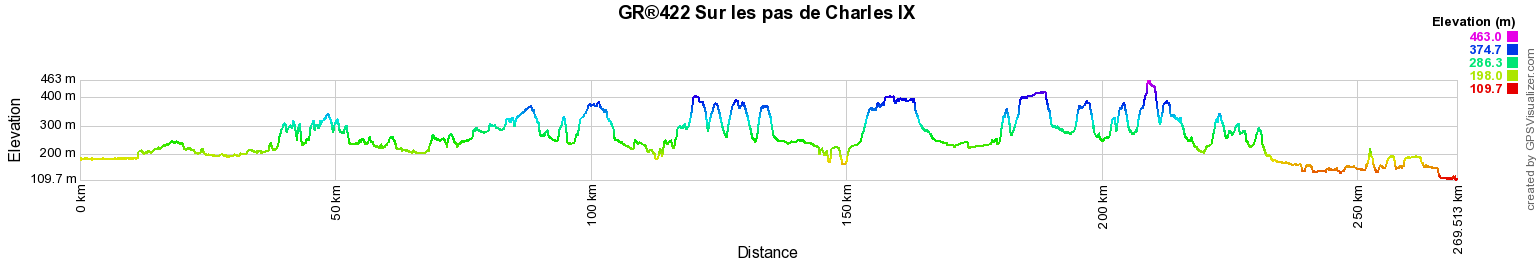 GR®422 Sur les pas de Charles IX
Elevation (m)
463.0
374.7
286.3
198.0
109.7
463 m
400 m
300 m
200 m
109.7 m
Elevation
0 km
50 km
100 km
150 km
200 km
250 km
269.513 km
Distance
created by GPSVisualizer.com